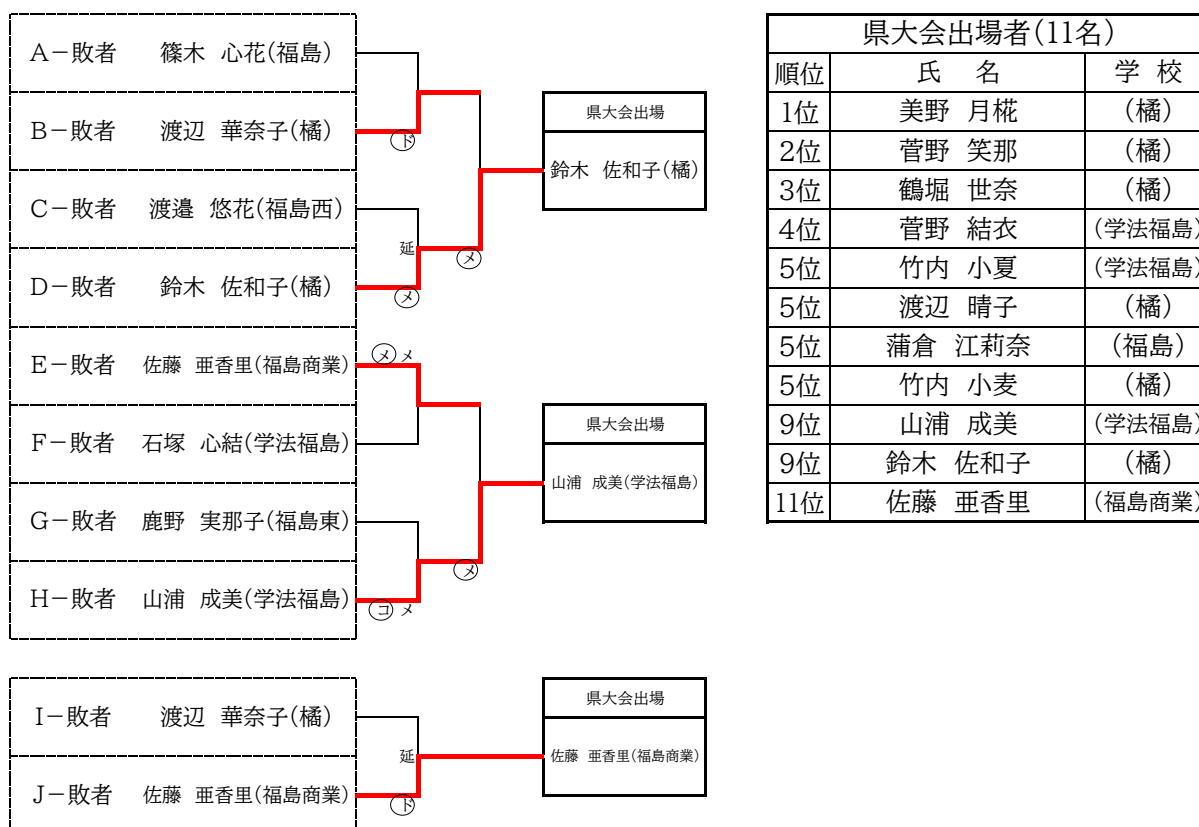 A－敗者 篠木 心花(福島)
B－敗者 渡辺 華奈子(橘)
ド
C－敗者 渡邉 悠花(福島西)
延
D－敗者 鈴木 佐和子(橘)
メ
メ
県大会出場
鈴木 佐和子(橘)
E－敗者 佐藤 亜香里(福島商業)
メ メ
F－敗者 石塚 心結(学法福島)
G－敗者 鹿野 実那子(福島東)
H－敗者 山浦 成美(学法福島)
コ メ
メ
県大会出場
山浦 成美(学法福島)
I－敗者 渡辺 華奈子(橘)
延
J－敗者 佐藤 亜香里(福島商業)
ド
県大会出場
佐藤 亜香里(福島商業)
県大会出場者(11名)
順位 氏 名 学 校
1位 美野 月椛 (橘)
2位 菅野 笑那 (橘)
3位 鶴堀 世奈 (橘)
4位 菅野 結衣 (学法福島)
5位 竹内 小夏 (学法福島)
5位 渡辺 晴子 (橘)
5位 蒲倉 江莉奈 (福島)
5位 竹内 小麦 (橘)
9位 山浦 成美 (学法福島)
9位 鈴木 佐和子 (橘)
11位 佐藤 亜香里 (福島商業)